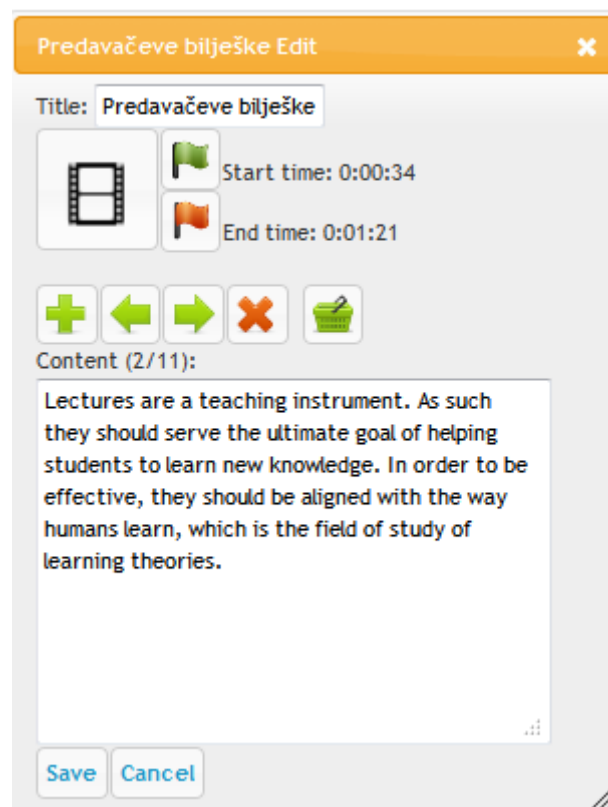 Predavačeve bilješke Edit
Title: Predavačeve bilješke
Start time: 0:00:34
End time: 0:01:21
Content (2/11):
Lectures are a teaching instrument. As such
they should serve the ultimate goal of helping
students to learn new knowledge. In order to be
effective, they should be aligned with the way
humans learn, which is the field of study of
learning theories.
Save Cancel